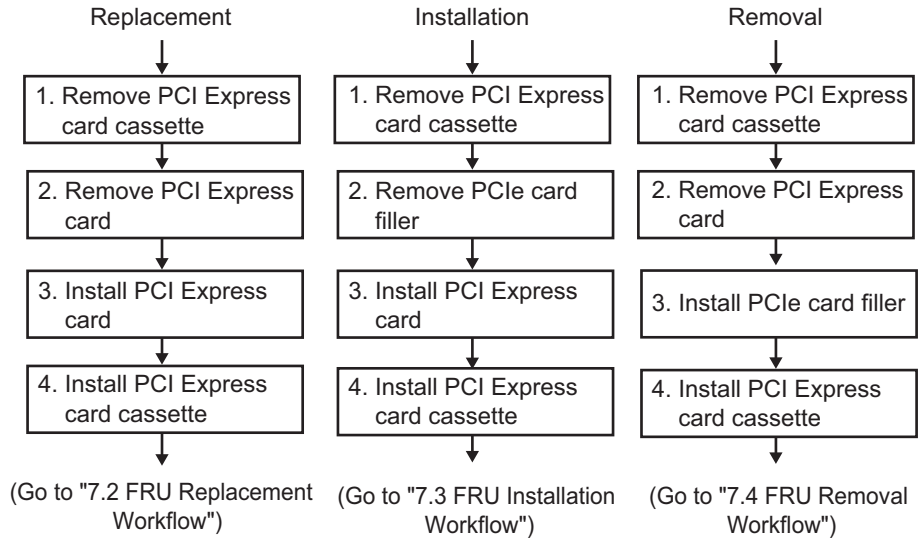 Replacement
1. Remove PCI Express
card cassette
2. Remove PCI Express
card
3. Install PCI Express
card
4. Install PCI Express
card cassette
(Go to "7.2 FRU Replacement
Workflow")
Installation
1. Remove PCI Express
card cassette
2. Remove PCIe card
filler
3. Install PCI Express
card
4. Install PCI Express
card cassette
(Go to "7.3 FRU Installation
Workflow")
Removal
1. Remove PCI Express
card cassette
2. Remove PCI Express
card
3. Install PCIe card filler
4. Install PCI Express
card cassette
(Go to "7.4 FRU Removal
Workflow")